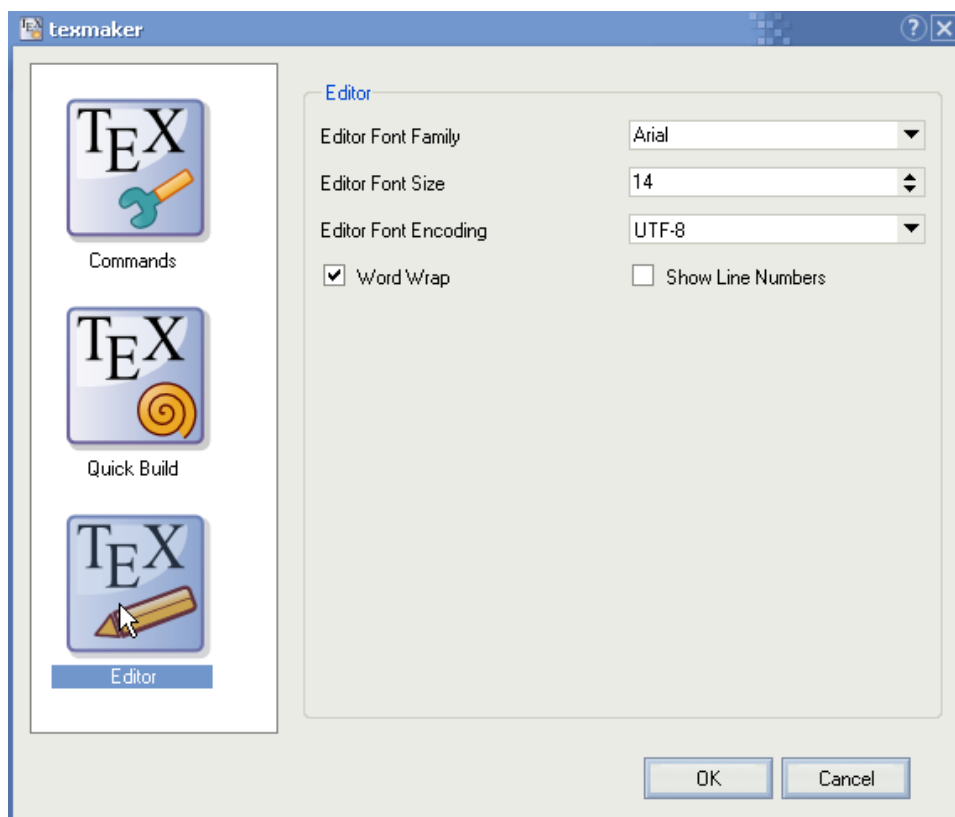 texmaker
TEX
Commands
TEX
Quick Build
TEX
Editor
Editor
Editor Font Family Arial
Editor Font Size 14
Editor Font Encoding UTF-8
Word Wrap Show Line Numbers
OK Cancel